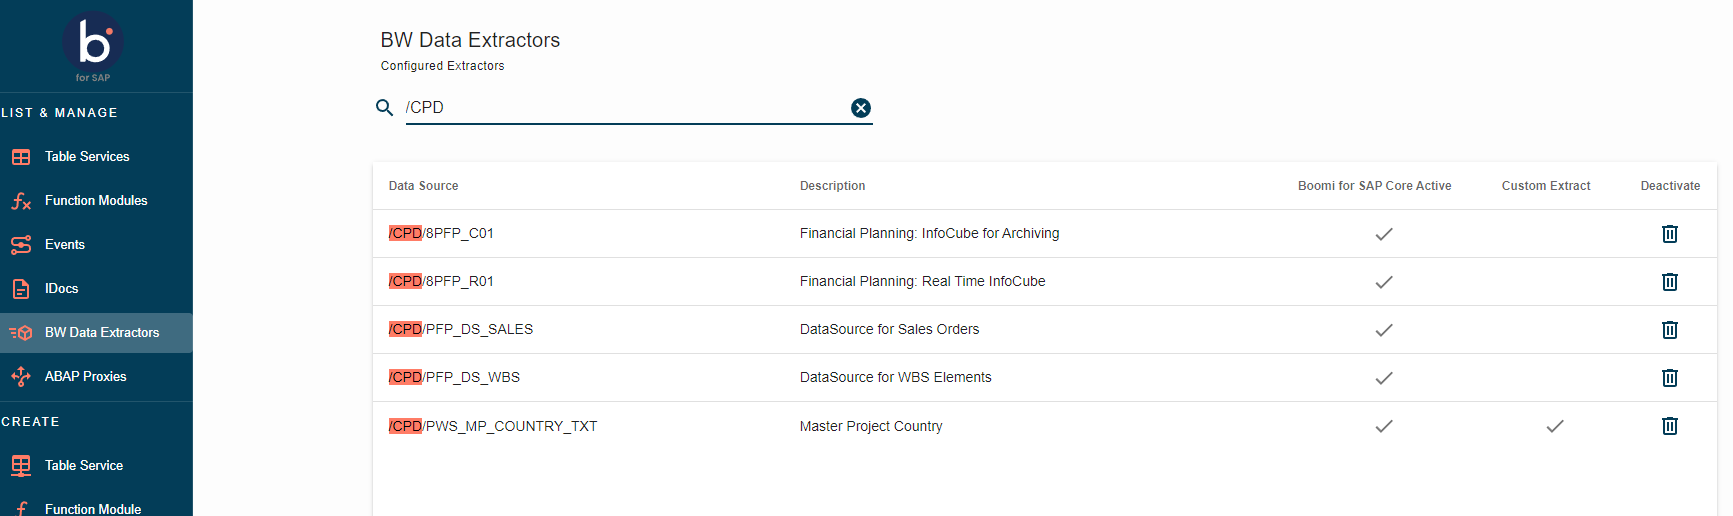 b
for SAP
LIST & MANAGE
Table Services
Function Modules
Events
IDocs
BW Data Extractors
ABAP Proxies
CREATE
Table Service
Function Module
BW Data Extractors
Configured Extractors
/CPD
Data Source Description Boomi for SAP Core Active Custom Extract Deactivate
/CPD/8PFP_C01 Financial Planning: InfoCube for Archiving
/CPD/8PFP_R01 Financial Planning: Real Time InfoCube
/CPD/PFP_DS_SALES DataSource for Sales Orders
/CPD/PFP_DS_WBS DataSource for WBS Elements
/CPD/PWS_MP_COUNTRY_TXT Master Project Country